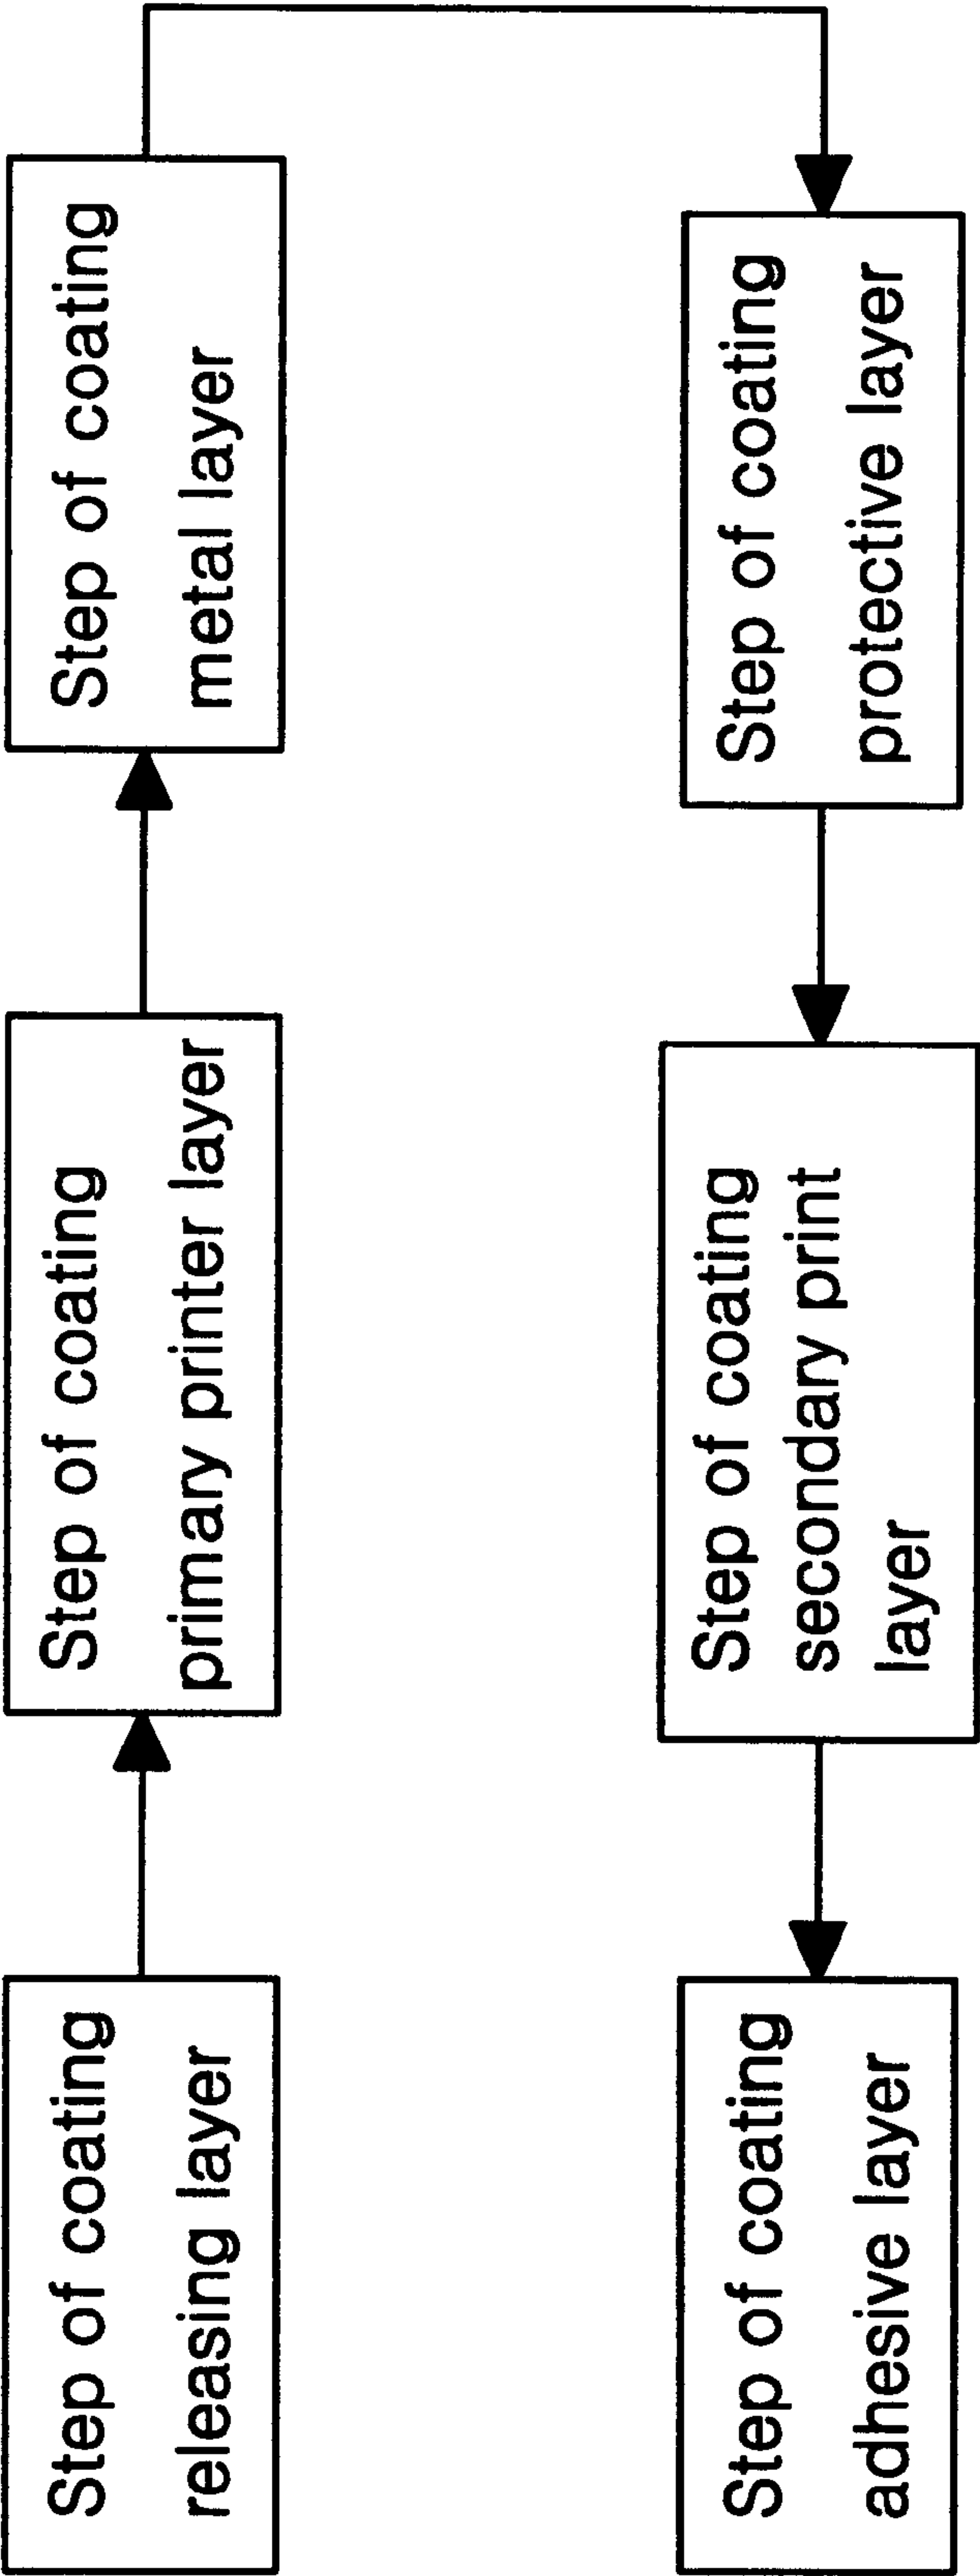 Step of coating
releasing layer
Step of coating
primary printer layer
Step of coating
metal layer
Step of coating
protective layer
Step of coating
secondary print
layer
Step of coating
adhesive layer